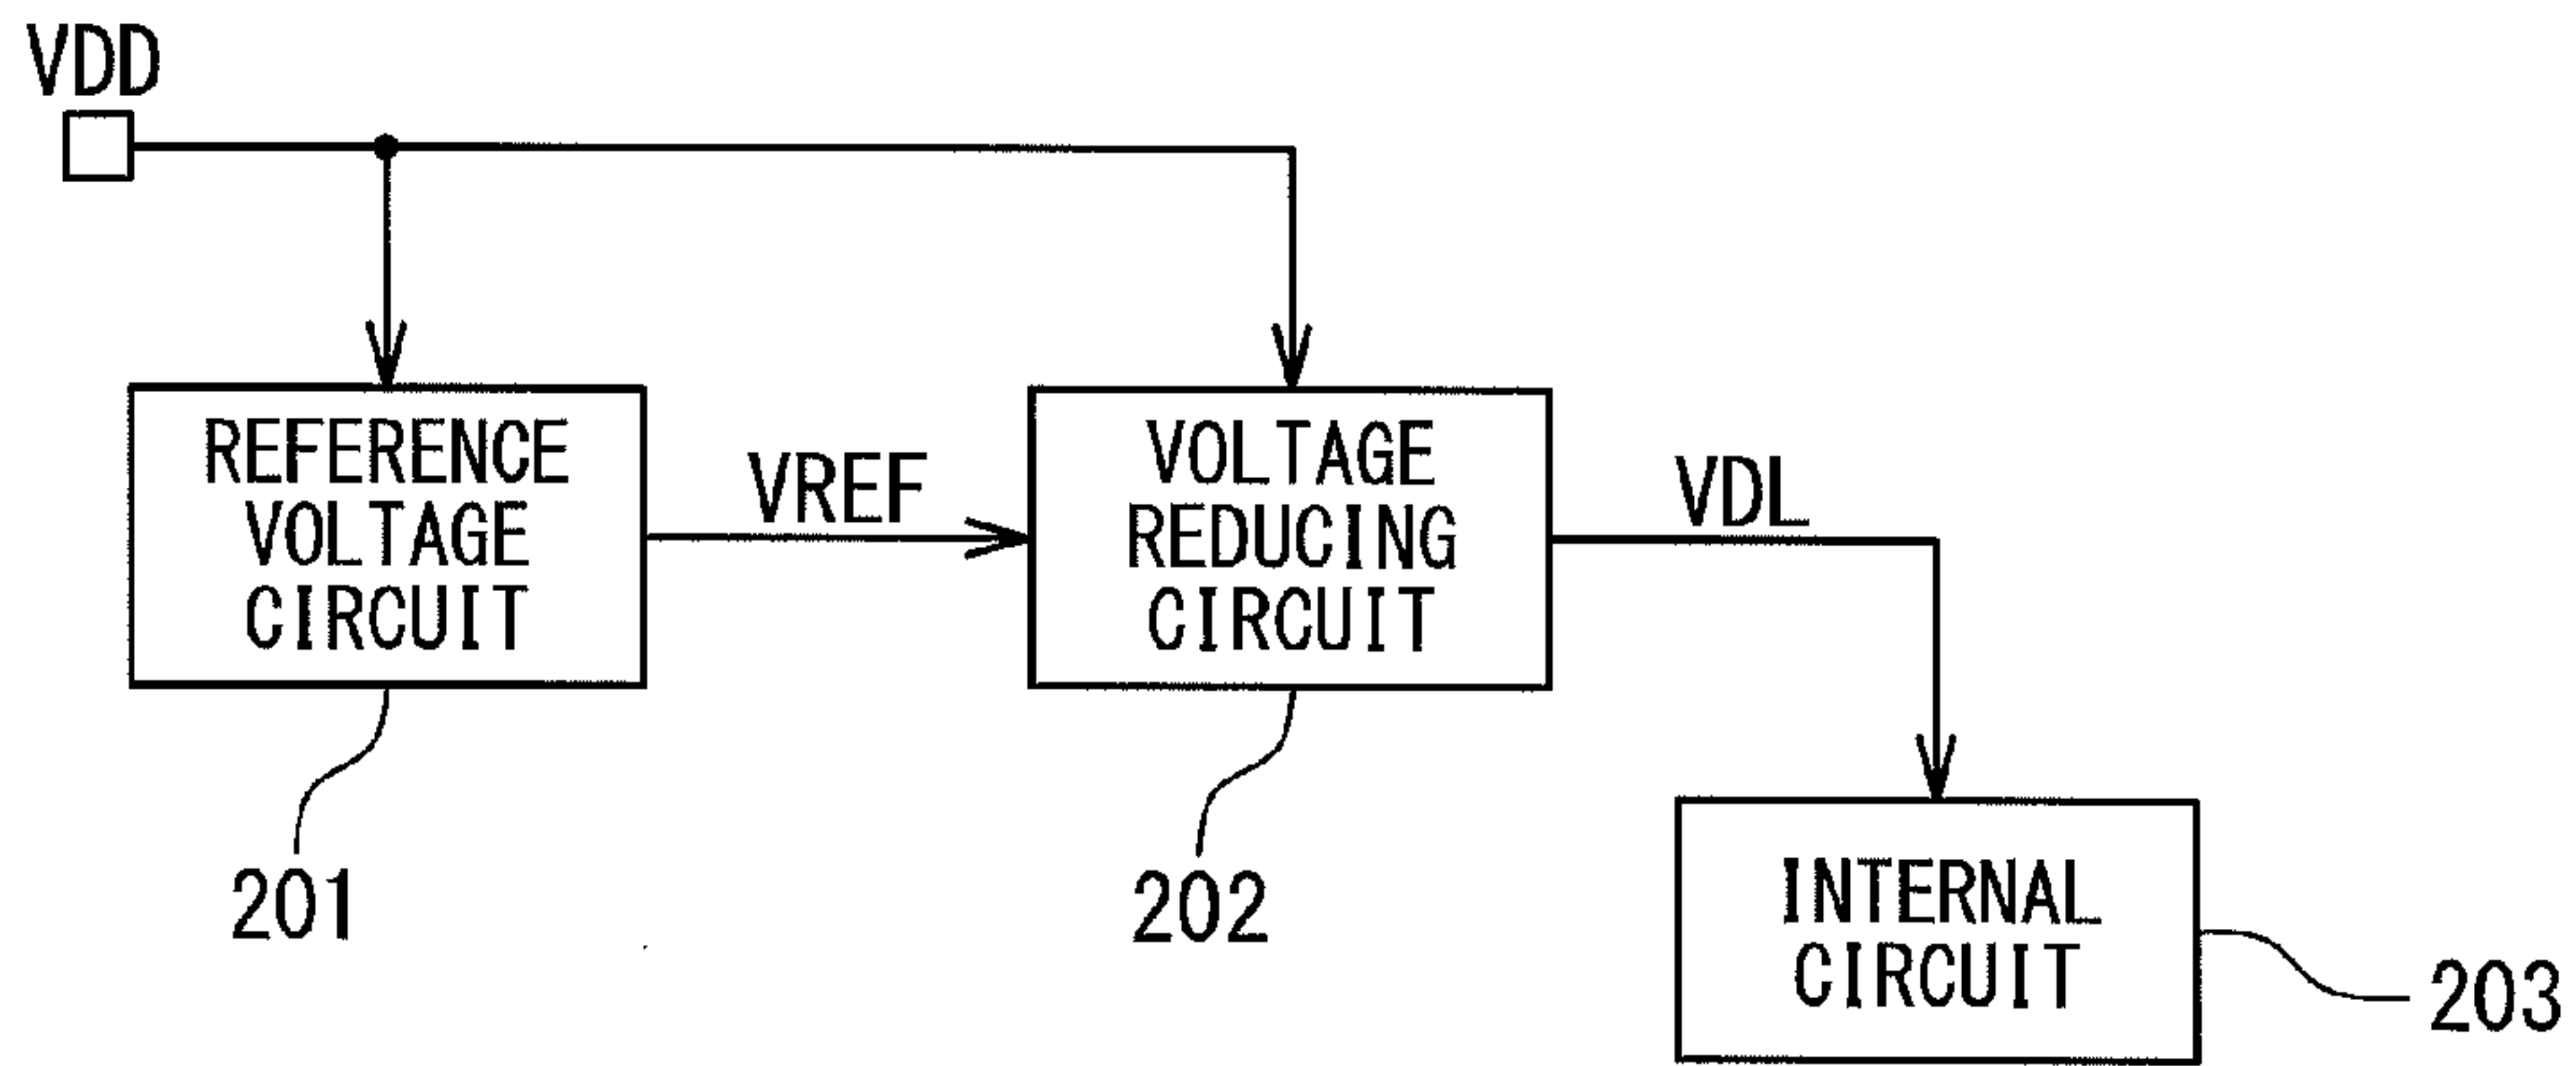 VDD
REFERENCE
VOLTAGE
CIRCUIT
VREF
VOLTAGE
REDUCING
CIRCUIT
VDL
201
202
INTERNAL
CIRCUIT
203